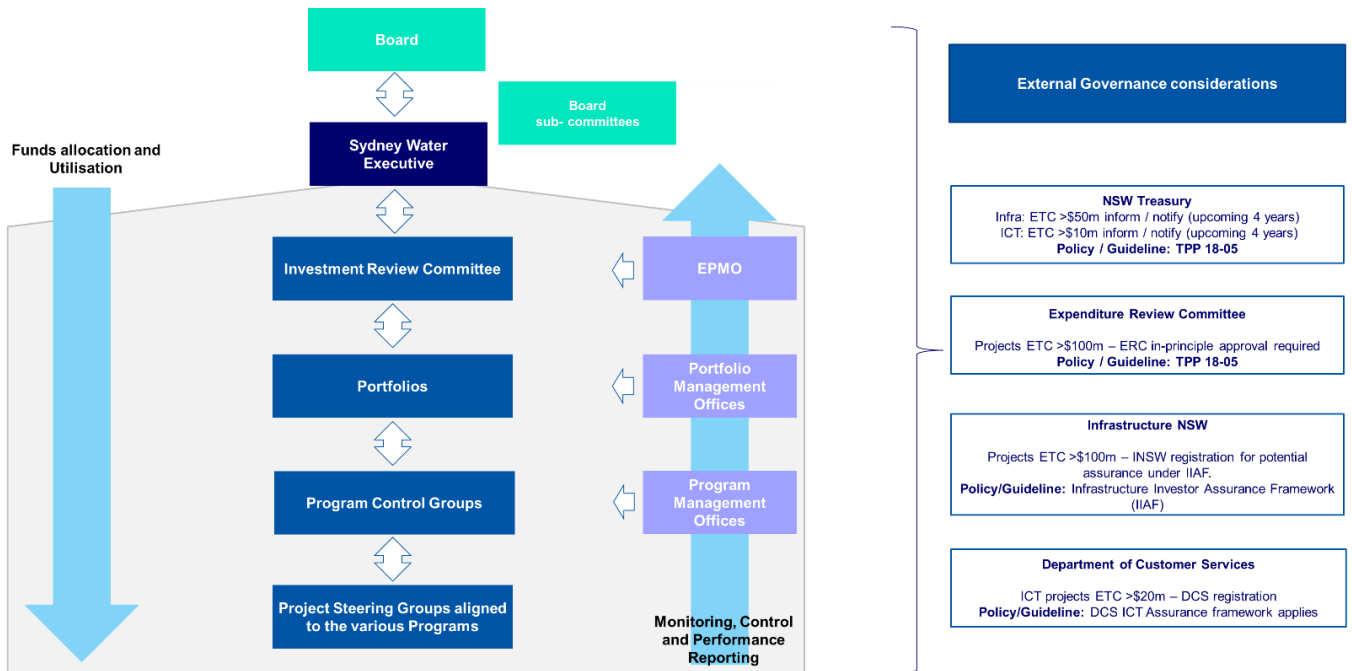 Board
Board
sub- committees
Sydney Water
Executive
Funds allocation and
Utilisation
Investment Review Committee
EPMO
Portfolios
Portfolio
Management
Offices
Program Control Groups
Program
Management
Offices
Project Steering Groups aligned
to the various Programs
Monitoring, Control
and Performance
Reporting
External Governance considerations
NSW Treasury
Infra: ETC >$50m inform / notify (upcoming 4 years)
ICT: ETC >$10m inform / notify (upcoming 4 years)
Policy / Guideline: TPP 18-05
Expenditure Review Committee
Projects ETC >$100m – ERC in-principle approval required
Policy / Guideline: TPP 18-05
Infrastructure NSW
Projects ETC >$100m – INSW registration for potential
assurance under IIAF.
Policy/Guideline: Infrastructure Investor Assurance Framework
(IIAF)
Department of Customer Services
ICT projects ETC >$20m – DCS registration
Policy/Guideline: DCS ICT Assurance framework applies